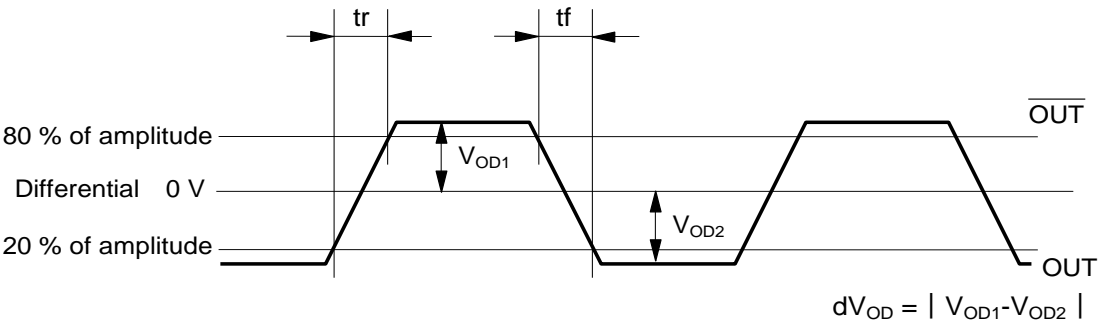 tr
tf
80 % of amplitude
OUT
V_OD1
Differential 0 V
V_OD2
20 % of amplitude
OUT
dV_OD = | V_OD1-V_OD2 |